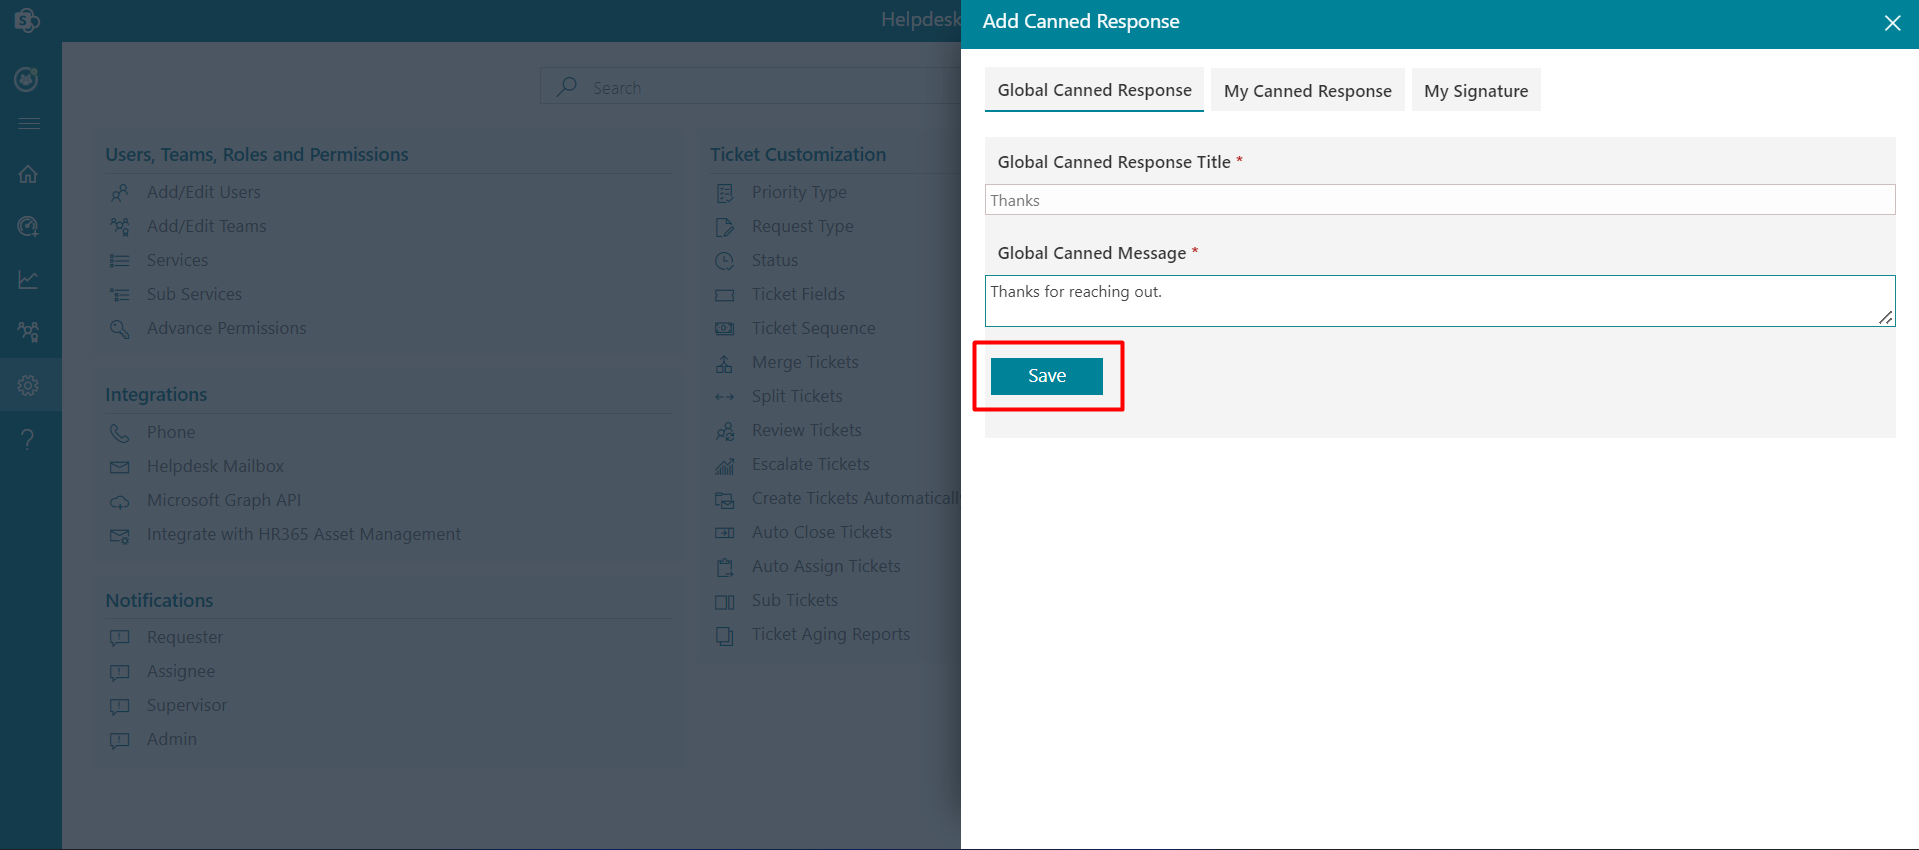 Helpdesk
Add Canned Response
Search
Users, Teams, Roles and Permissions
Add/Edit Users
Add/Edit Teams
Services
Sub Services
Advance Permissions
Integrations
Phone
Helpdesk Mailbox
Microsoft Graph API
Integrate with HR365 Asset Management
Notifications
Requester
Assignee
Supervisor
Admin
Ticket Customization
Priority Type
Request Type
Status
Ticket Fields
Ticket Sequence
Merge Tickets
Split Tickets
Review Tickets
Escalate Tickets
Create Tickets Automaticall
Auto Close Tickets
Auto Assign Tickets
Sub Tickets
Ticket Aging Reports
Global Canned Response
My Canned Response
My Signature
Global Canned Response Title *
Thanks
Global Canned Message *
Thanks for reaching out.
Save